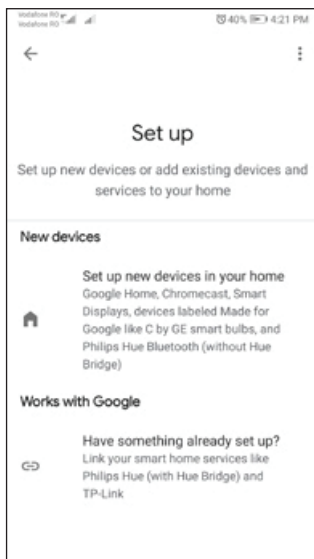 Vodafone RO
Vodafone RO
40% 4:21 PM
Set up
Set up new devices or add existing devices and
services to your home
New devices
Set up new devices in your home
Google Home, Chromecast, Smart
Displays, devices labeled Made for
Google like C by GE smart bulbs, and
Philips Hue Bluetooth (without Hue
Bridge)
Works with Google
Have something already set up?
Link your smart home services like
Philips Hue (with Hue Bridge) and
TP-Link